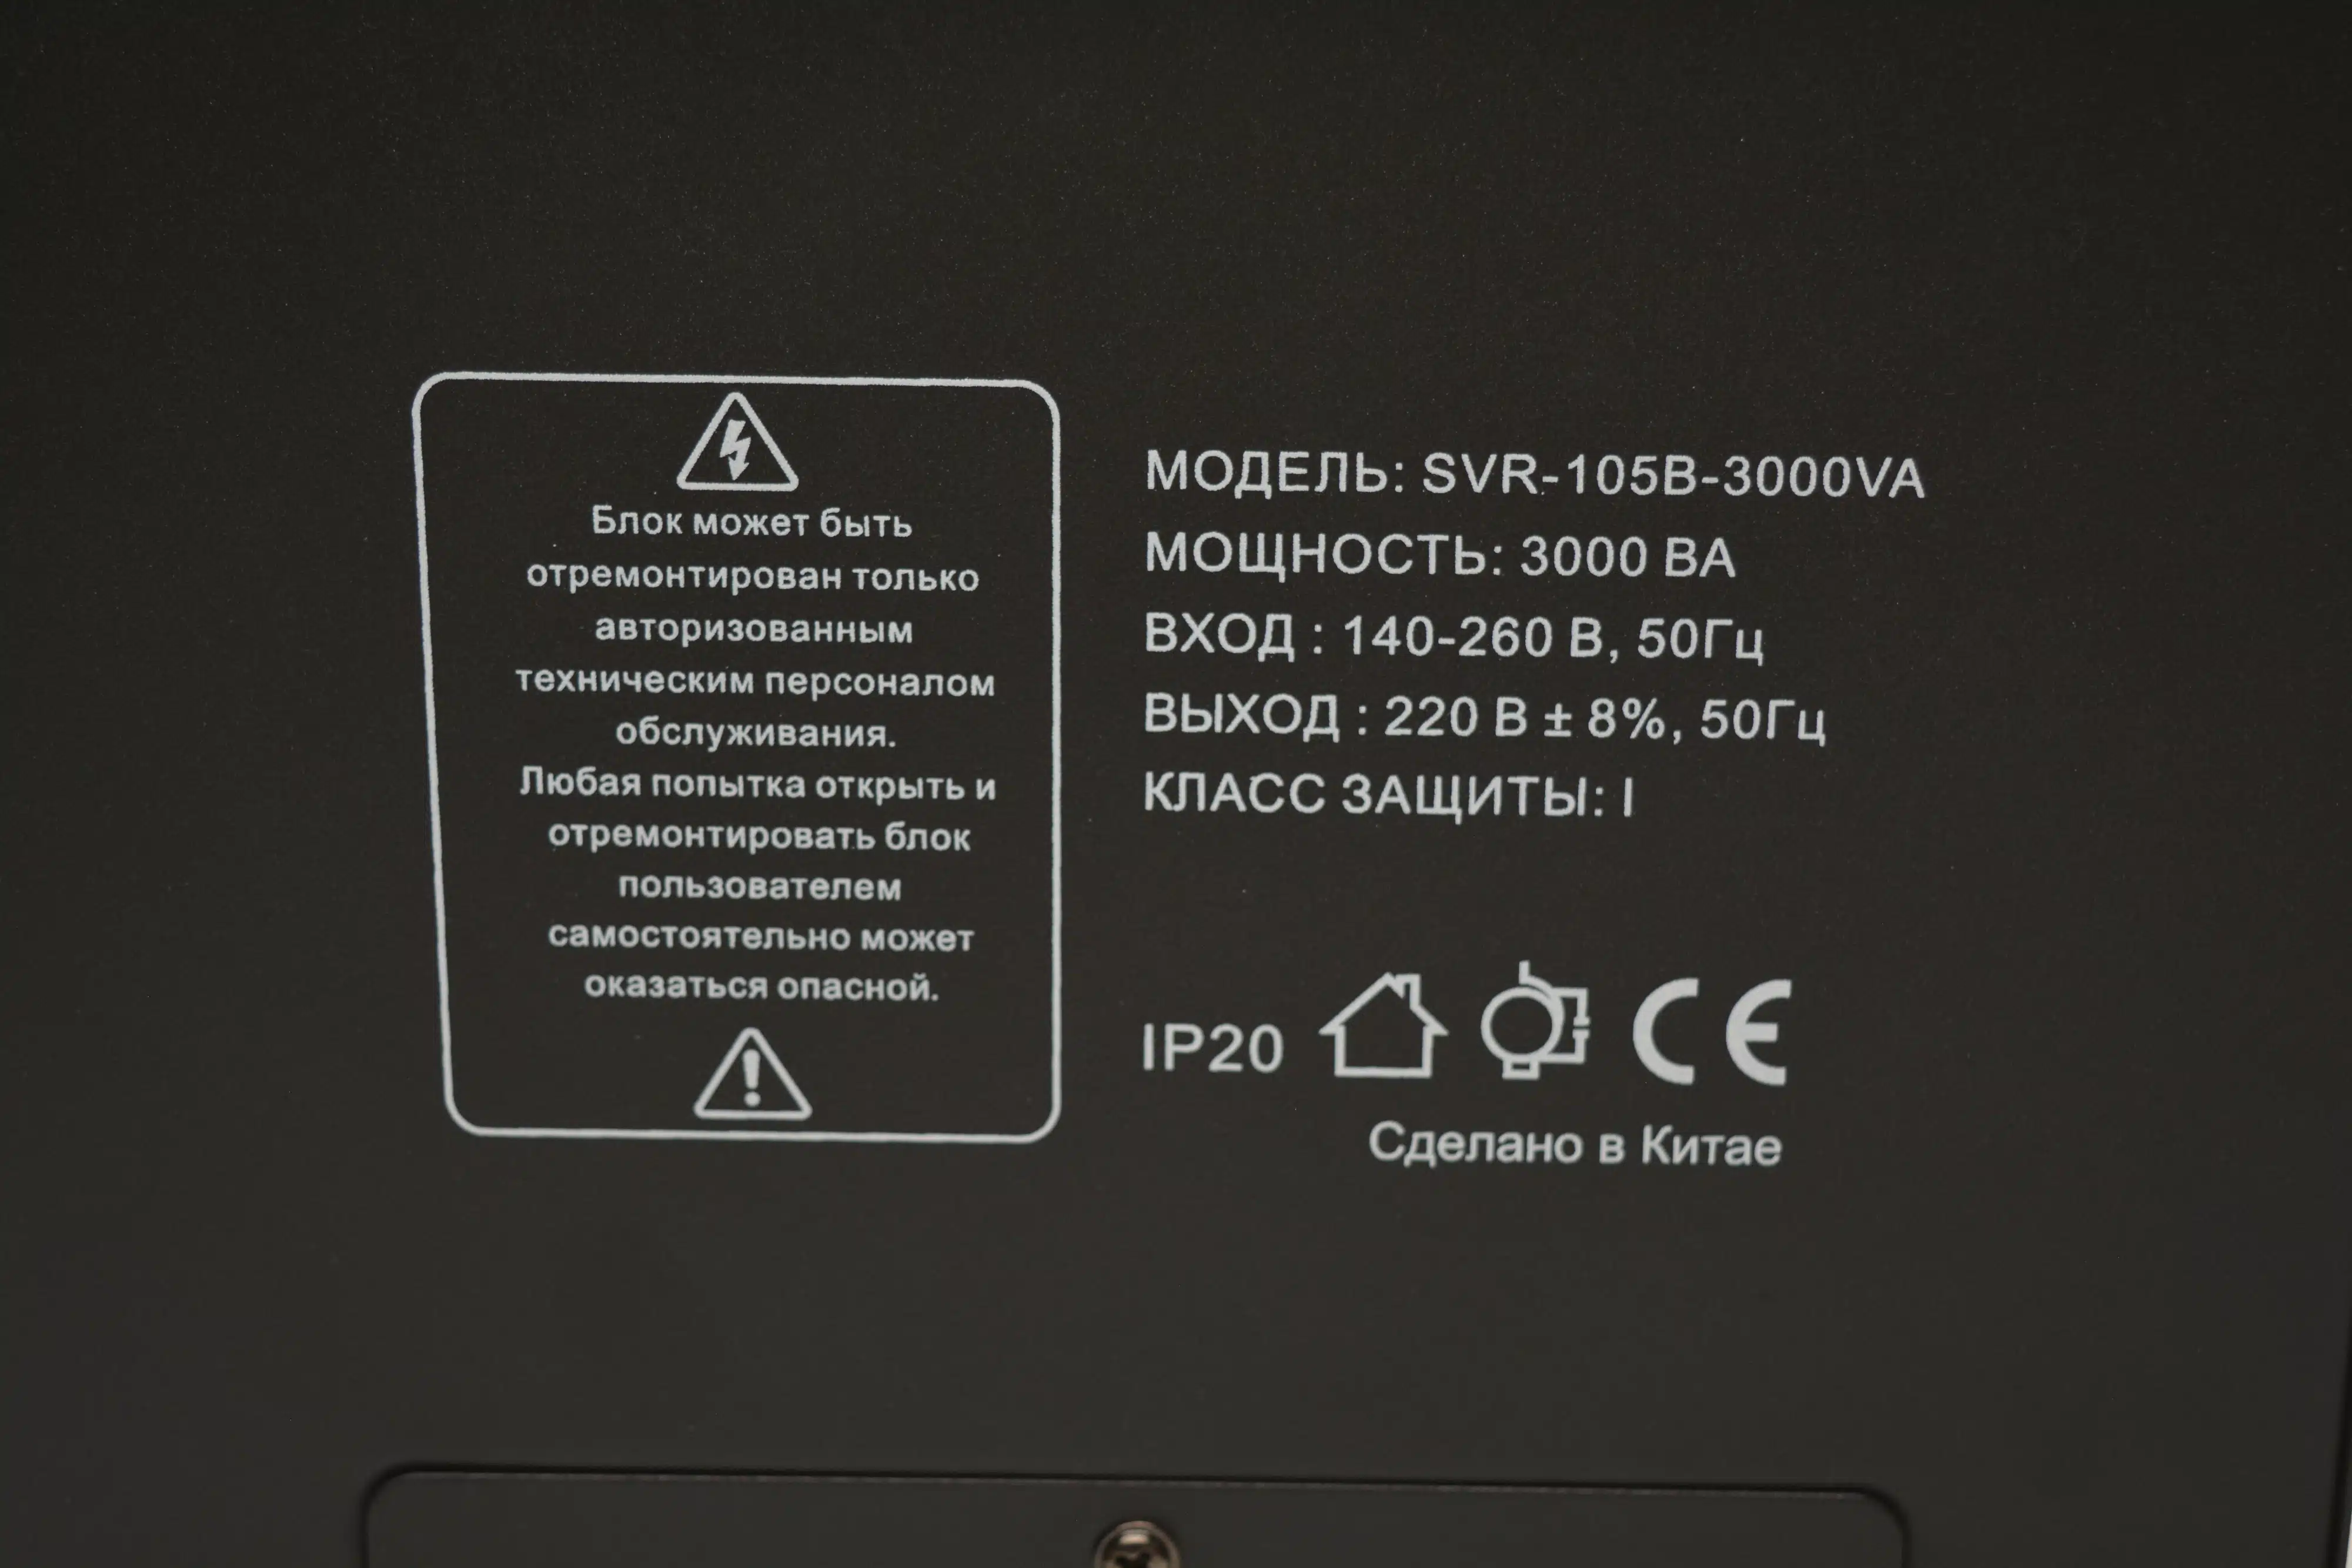 Блок может быть
отремонтирован только
авторизованным
техническим персоналом
обслуживания.
Любая попытка открыть и
отремонтировать блок
пользователем
самостоятельно может
оказаться опасной.
МОДЕЛЬ: SVR-105B-3000VA
МОЩНОСТЬ: 3000 ВА
ВХОД : 140-260 В, 50Гц
ВЫХОД : 220 В ± 8%, 50Гц
КЛАСС ЗАЩИТЫ: I
IP20 CE
Сделано в Китае